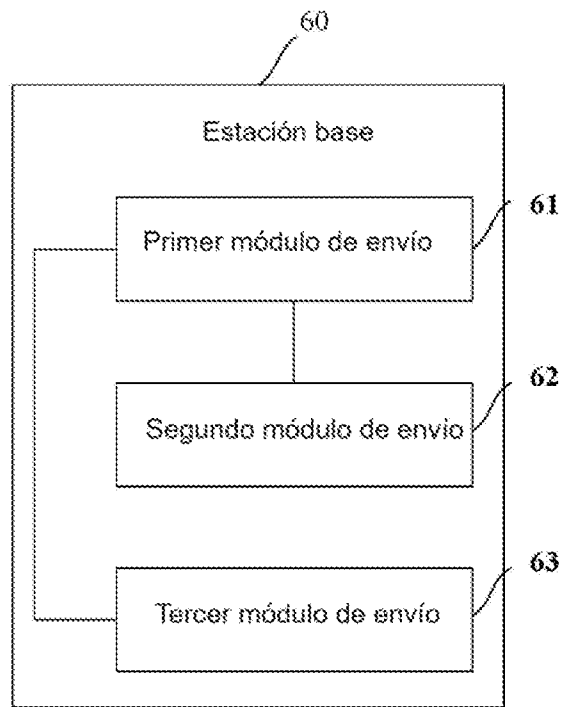 60
Estación base
61
Primer módulo de envío
62
Segundo módulo de envío
63
Tercer módulo de envío